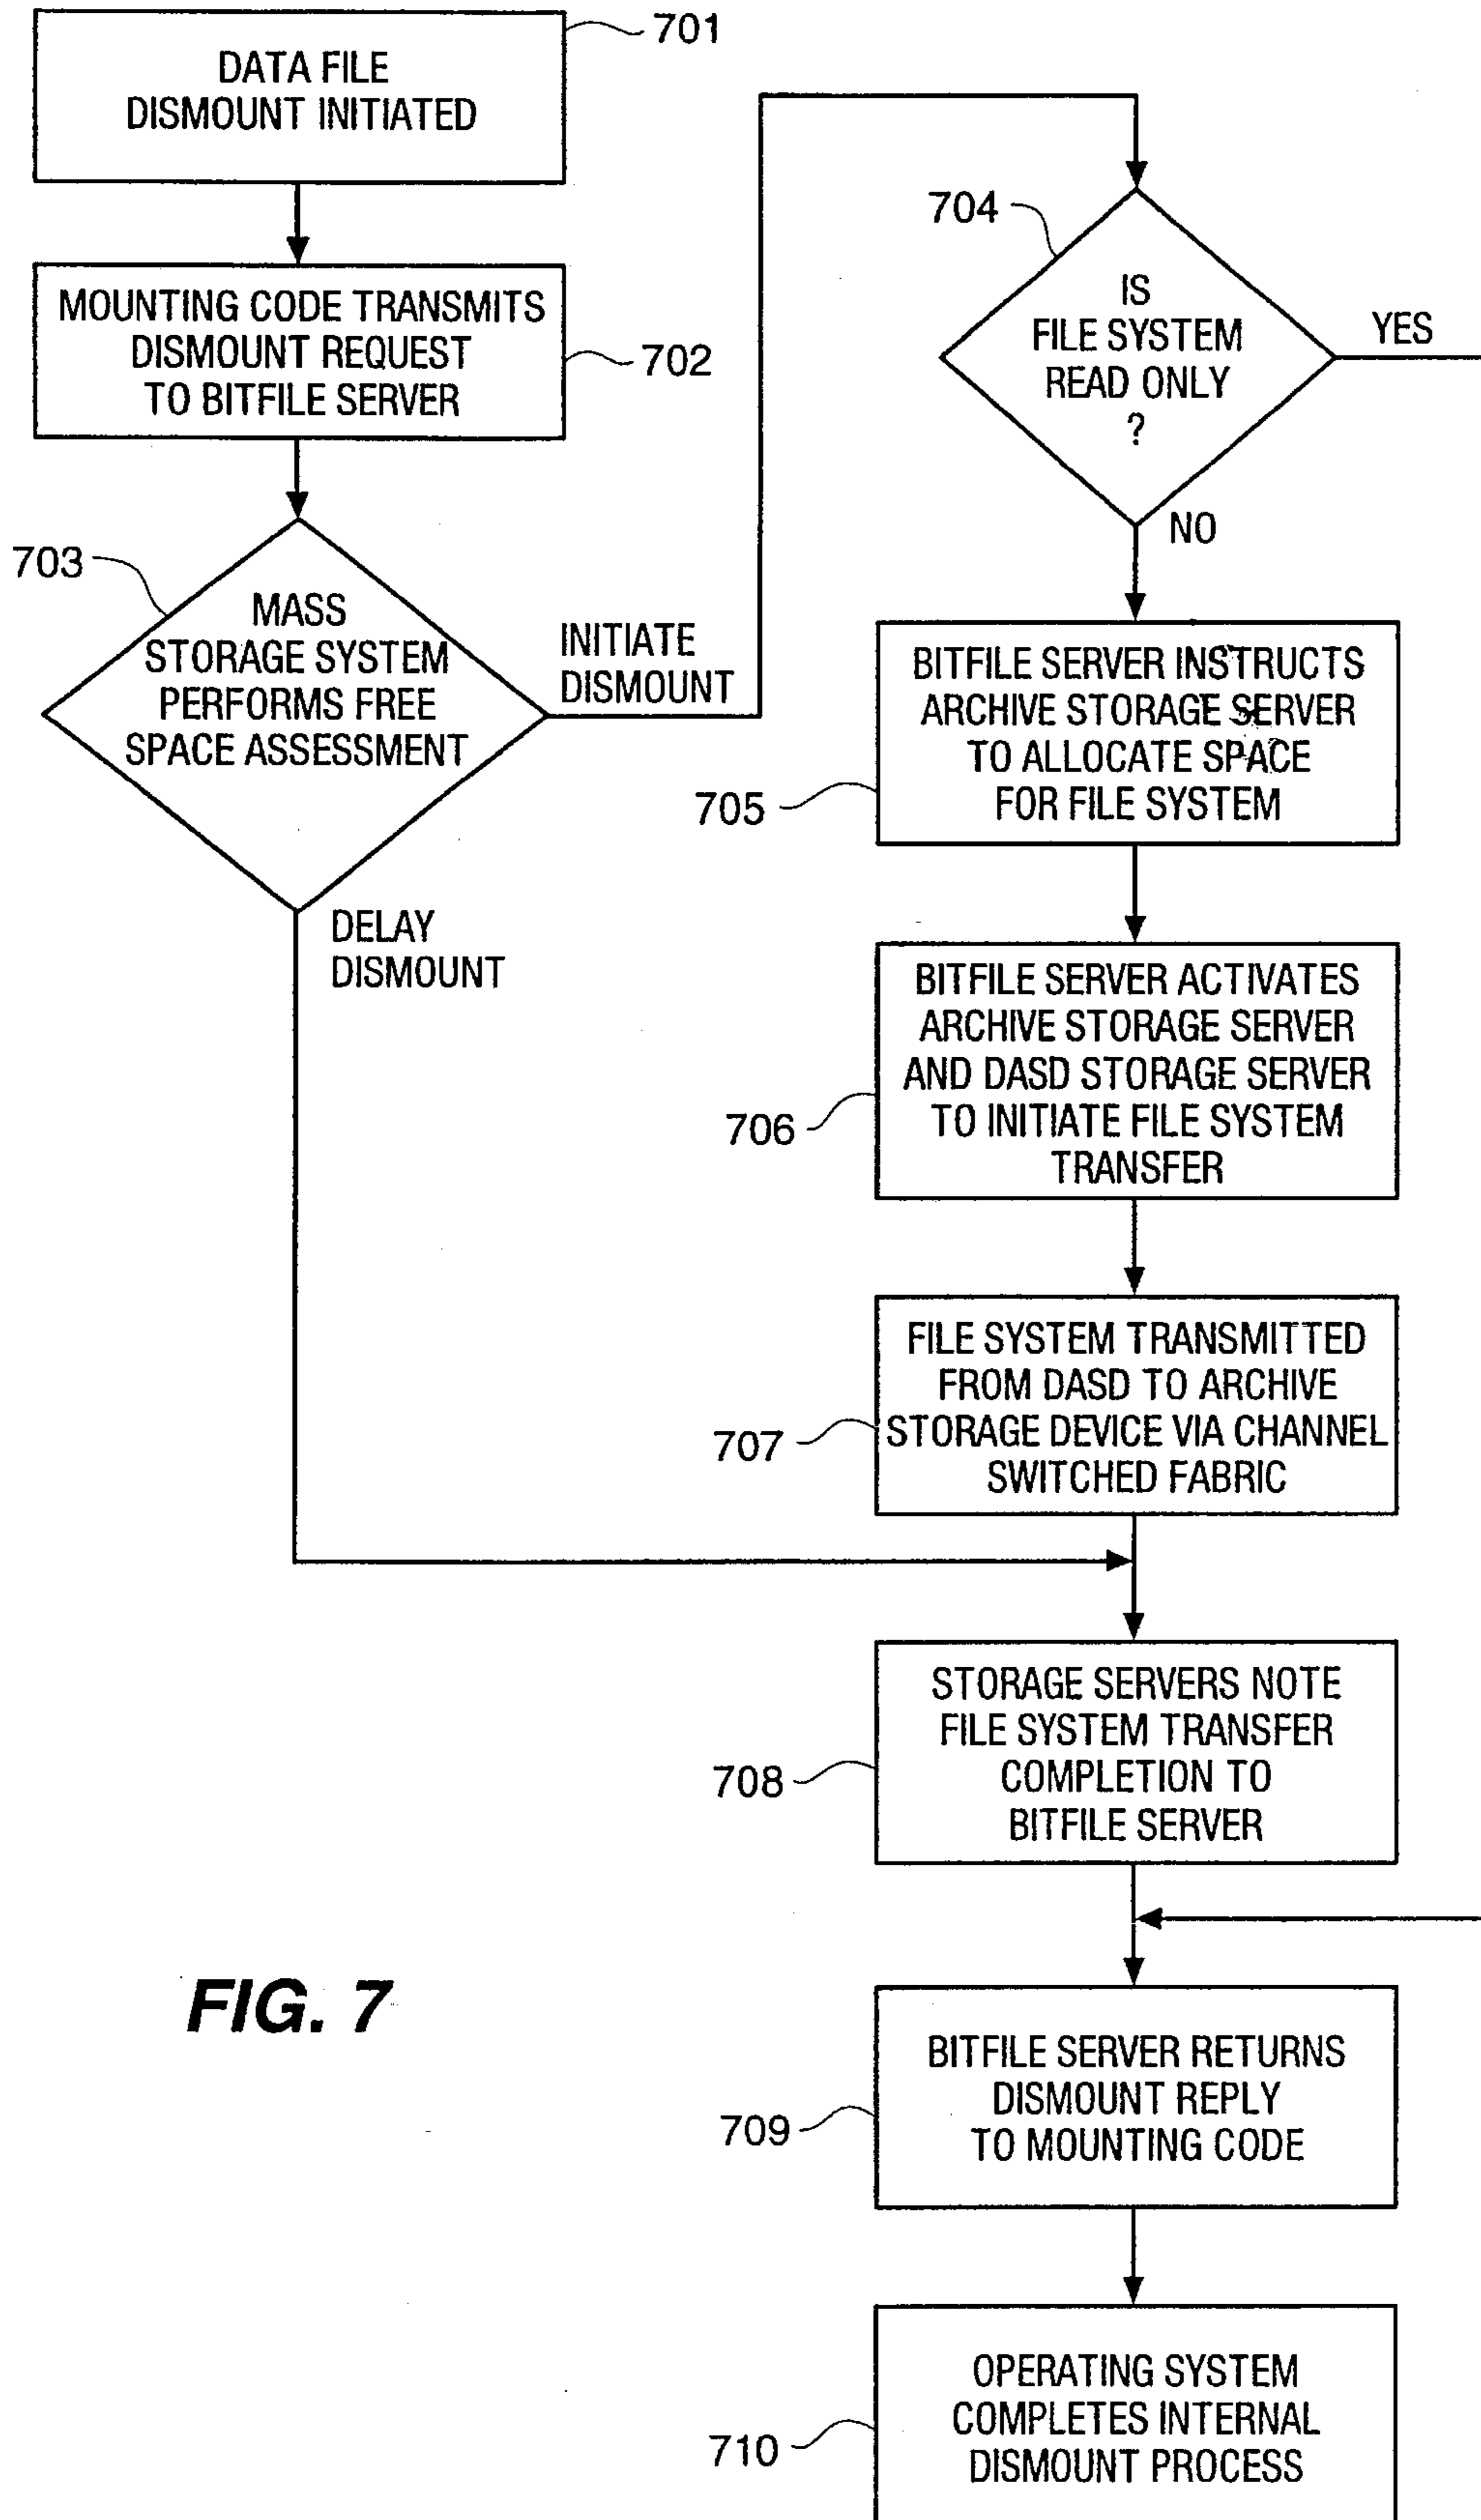 701
DATA FILE
DISMOUNT INITIATED
MOUNTING CODE TRANSMITS
DISMOUNT REQUEST
TO BITFILE SERVER
702
703
MASS
STORAGE SYSTEM
PERFORMS FREE
SPACE ASSESSMENT
INITIATE
DISMOUNT
DELAY
DISMOUNT
704
IS
FILE SYSTEM
READ ONLY
?
YES
NO
BITFILE SERVER INSTRUCTS
ARCHIVE STORAGE SERVER
TO ALLOCATE SPACE
FOR FILE SYSTEM
705
BITFILE SERVER ACTIVATES
ARCHIVE STORAGE SERVER
AND DASD STORAGE SERVER
TO INITIATE FILE SYSTEM
TRANSFER
706
FILE SYSTEM TRANSMITTED
FROM DASD TO ARCHIVE
STORAGE DEVICE VIA CHANNEL
SWITCHED FABRIC
707
STORAGE SERVERS NOTE
FILE SYSTEM TRANSFER
COMPLETION TO
BITFILE SERVER
708
BITFILE SERVER RETURNS
DISMOUNT REPLY
TO MOUNTING CODE
709
OPERATING SYSTEM
COMPLETES INTERNAL
DISMOUNT PROCESS
710
FIG. 7